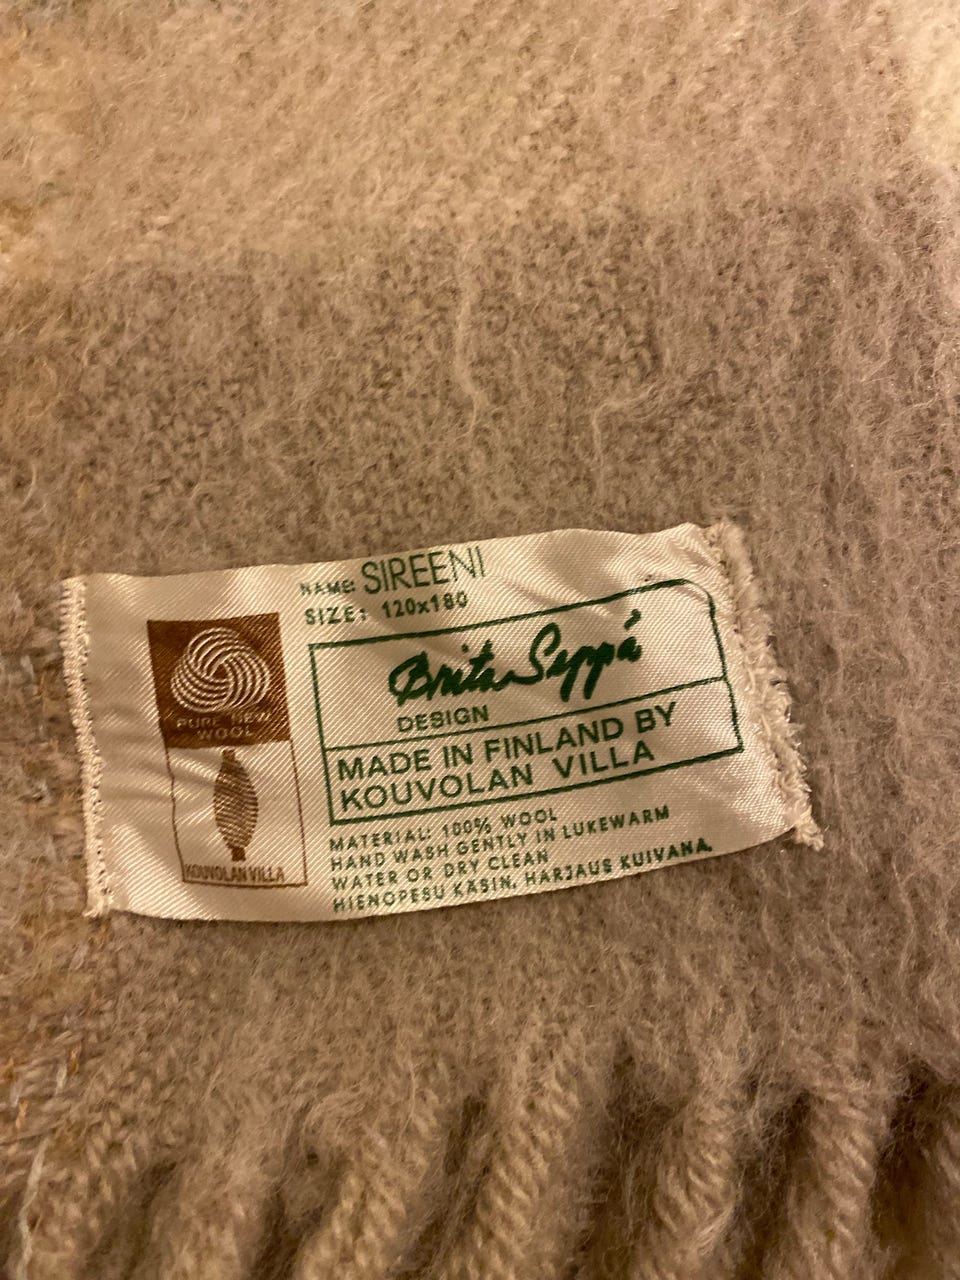 NAME: SIREENI
SIZE: 120x180
PURE NEW
WOOL
KOUVOLAN VILLA
Brita Seppä
DESIGN
MADE IN FINLAND BY
KOUVOLAN VILLA
MATERIAL: 100% WOOL
HAND WASH GENTLY IN LUKEWARM
WATER OR DRY CLEAN
HIENOPESU KÄSIN, HARJAUS KUIVANA.